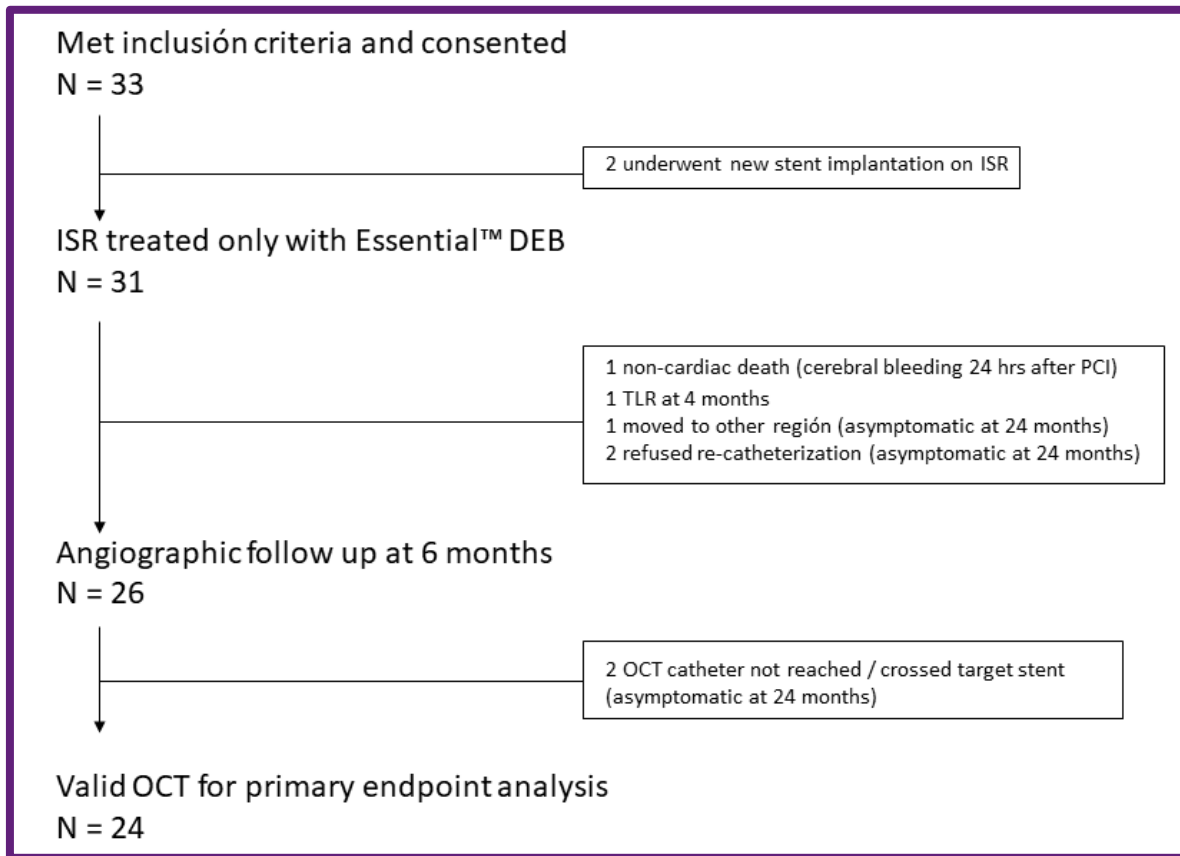 Met inclusión criteria and consented
N = 33
2 underwent new stent implantation on ISR
ISR treated only with Essential™ DEB
N = 31
1 non-cardiac death (cerebral bleeding 24 hrs after PCI)
1 TLR at 4 months
1 moved to other región (asymptomatic at 24 months)
2 refused re-catheterization (asymptomatic at 24 months)
Angiographic follow up at 6 months
N = 26
2 OCT catheter not reached / crossed target stent
(asymptomatic at 24 months)
Valid OCT for primary endpoint analysis
N = 24